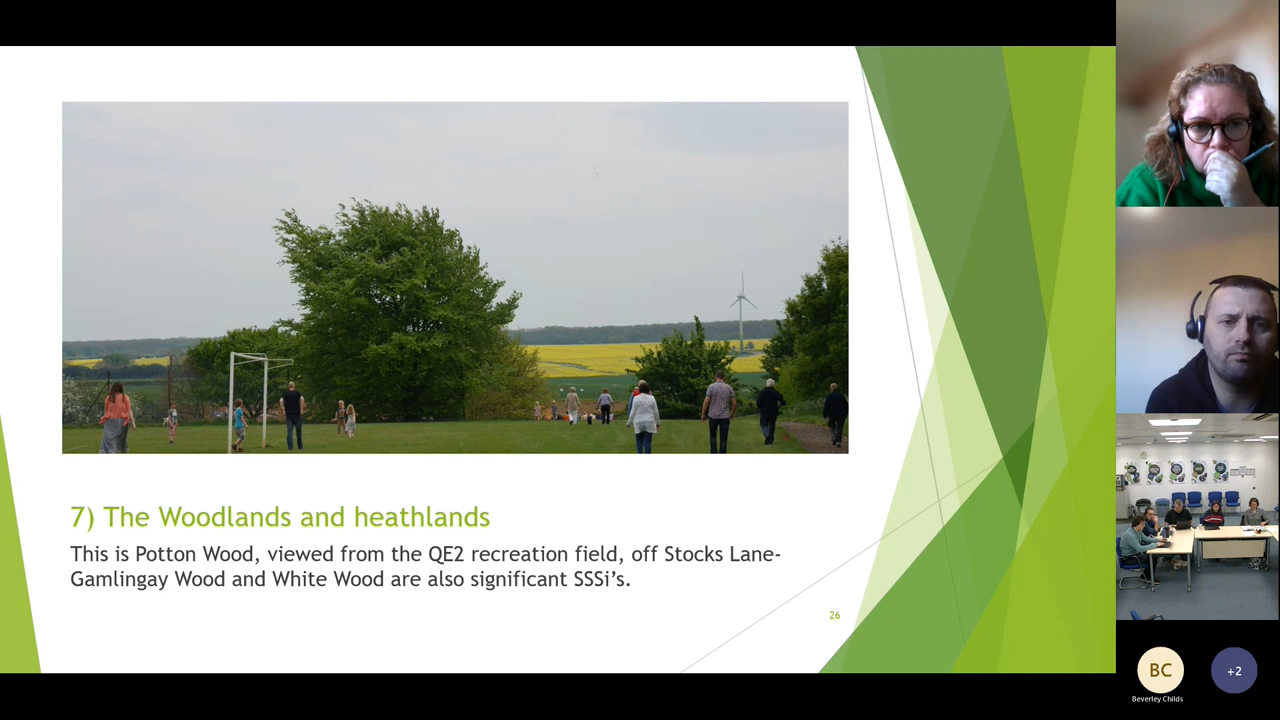 7) The Woodlands and heathlands
This is Potton Wood, viewed from the QE2 recreation field, off Stocks Lane-
Gamlingay Wood and White Wood are also significant SSSi’s.
26
BC
Beverley Childs
+2